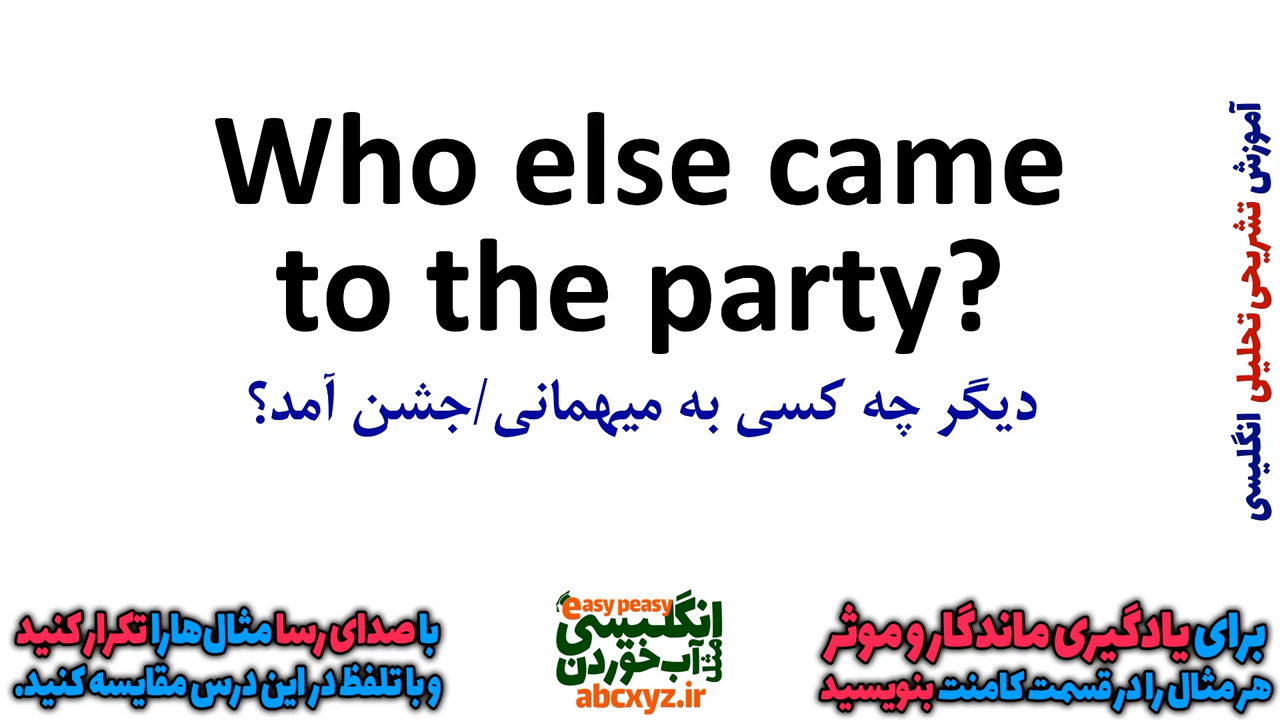 Who else came
to the party?
دیگر چه کسی به میهمانی/جشن آمد؟
آموزش تشریحی تحلیلی انگلیسی
با صدای رسا مثال‌ها را تکرار کنید
و با تلفظ در این درس مقایسه کنید.
easy peasy
انگلیسی
مثل آب خوردن
abcxyz.ir
برای یادگیری ماندگار و موثر
هر مثال را در قسمت کامنت بنویسید